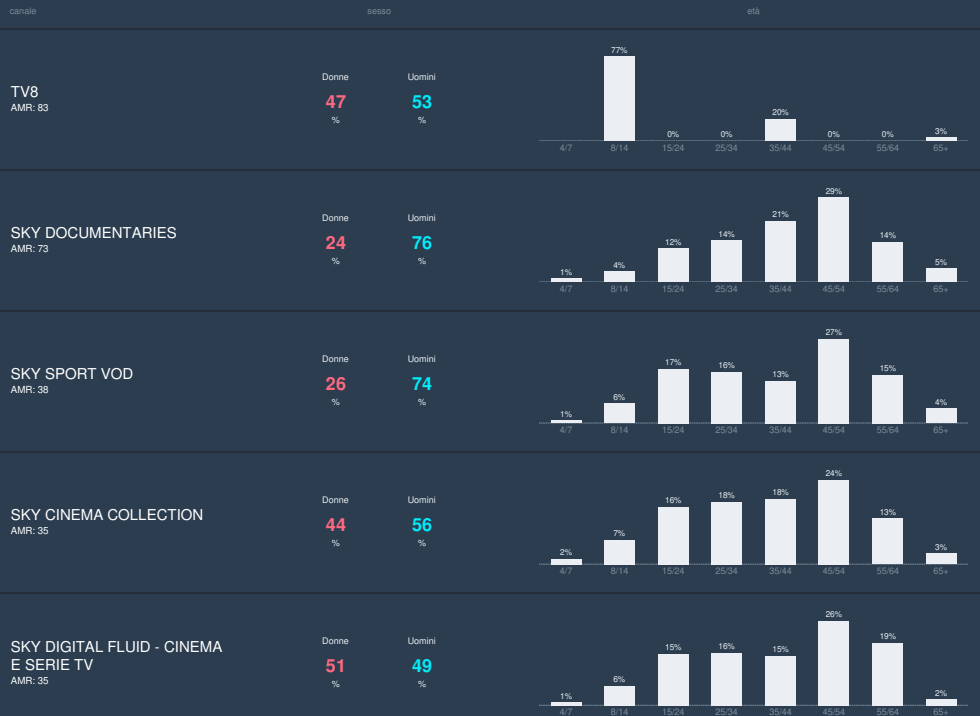 canale sesso età
77%
Donne Uomini
TV8
47 53
20%
AMR: 83
% %
0% 0% 0% 0% 3%
4/7 8/14 15/24 25/34 35/44 45/54 55/64 65+
29%
Donne Uomini
21%
SKY DOCUMENTARIES
24 76
12% 14% 14%
AMR: 73
% %
1% 4% 5%
4/7 8/14 15/24 25/34 35/44 45/54 55/64 65+
27%
Donne Uomini
17% 16% 13% 15%
SKY SPORT VOD
26 74
AMR: 38
% %
1% 6% 4%
4/7 8/14 15/24 25/34 35/44 45/54 55/64 65+
24%
Donne Uomini
16% 18% 18% 13%
SKY CINEMA COLLECTION
44 56
AMR: 35
% %
2% 7% 3%
4/7 8/14 15/24 25/34 35/44 45/54 55/64 65+
26%
Donne Uomini
15% 16% 15% 19%
SKY DIGITAL FLUID - CINEMA
E SERIE TV
51 49
AMR: 35
% %
1% 6% 2%
4/7 8/14 15/24 25/34 35/44 45/54 55/64 65+